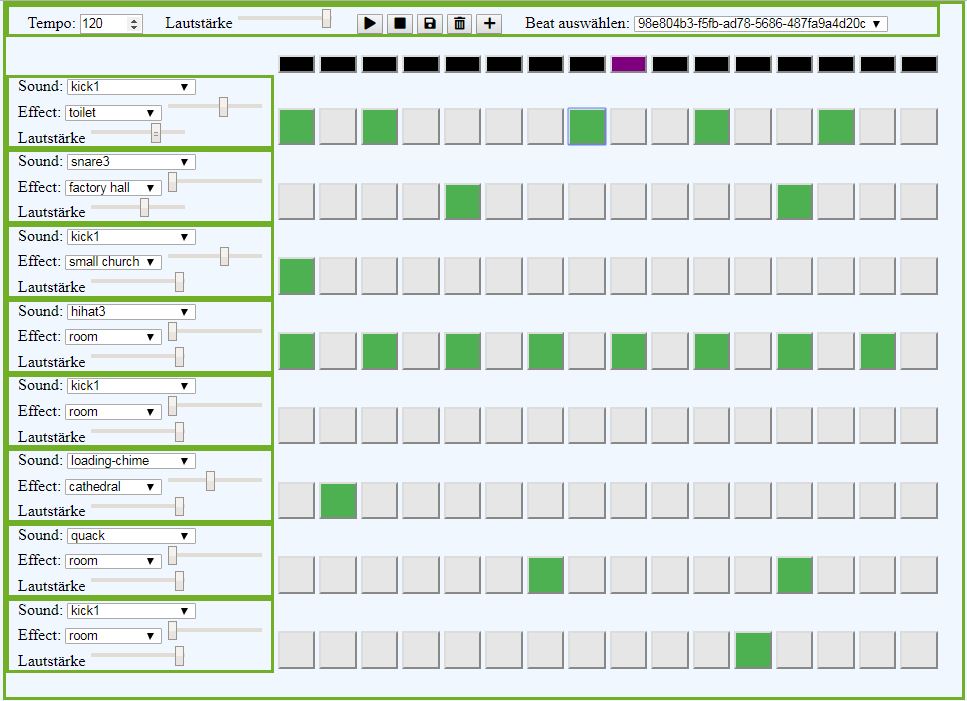 Tempo: 120 Lautstärke Beat auswählen: 98e804b3-f5fb-ad78-5686-487fa9a4d20c
Sound: kick1
Effect: toilet
Lautstärke
Sound: snare3
Effect: factory hall
Lautstärke
Sound: kick1
Effect: small church
Lautstärke
Sound: hihat3
Effect: room
Lautstärke
Sound: kick1
Effect: room
Lautstärke
Sound: loading-chime
Effect: cathedral
Lautstärke
Sound: quack
Effect: room
Lautstärke
Sound: kick1
Effect: room
Lautstärke